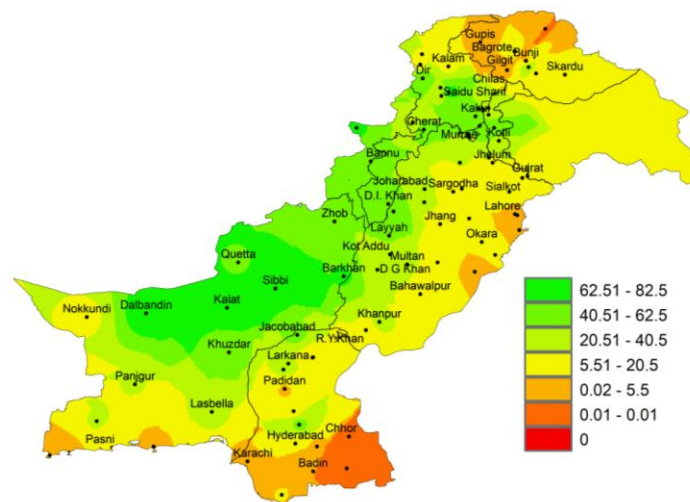 Gupis
Bagrote
Bunji
Kalam
Gilgit
Skardu
Dir
Chilas
Saidu Sharif
Kakul
Cherat
Kotli
Murree
Bannu
Jhelum
Gujrat
Joharabad
Sargodha
Sialkot
D.I. Khan
Lahore
Zhob
Jhang
Layyah
Okara
Kot Addu
Quetta
Multan
Barkhan
D G Khan
Sibbi
Bahawalpur
Nokkundi
Dalbandin
Kalat
Khanpur
Jacobabad
R.Y.Khan
Khuzdar
Larkana
Panjgur
Padidan
Lasbella
Pasni
Hyderabad
Chhor
Karachi
Badin
62.51 - 82.5
40.51 - 62.5
20.51 - 40.5
5.51 - 20.5
0.02 - 5.5
0.01 - 0.01
0